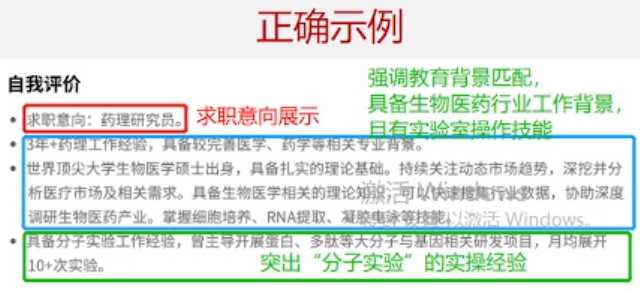 正确示例
自我评价
强调教育背景匹配，
具备生物医药行业工作背景，
且有实验室操作技能
• 求职意向：药理研究员。
求职意向展示
• 3年+药理工作经验，具备较完善医学、药学等相关专业背景。
• 世界顶尖大学生物医学硕士出身，具备扎实的理论基础。持续关注动态市场趋势，深挖并分
析医疗市场及相关需求。具备生物医学相关的理论知识，可以快速挖掘行业数据，协助深度
调研生物医药产业。掌握细胞培养、RNA提取、凝胶电泳等技能。
激活 Windows
以激活 Windows。
• 具备分子实验工作经验，曾主导开展蛋白、多肽等大分子与基因相关研发项目，月均展开
10+次实验。
突出“分子实验”的实操经验